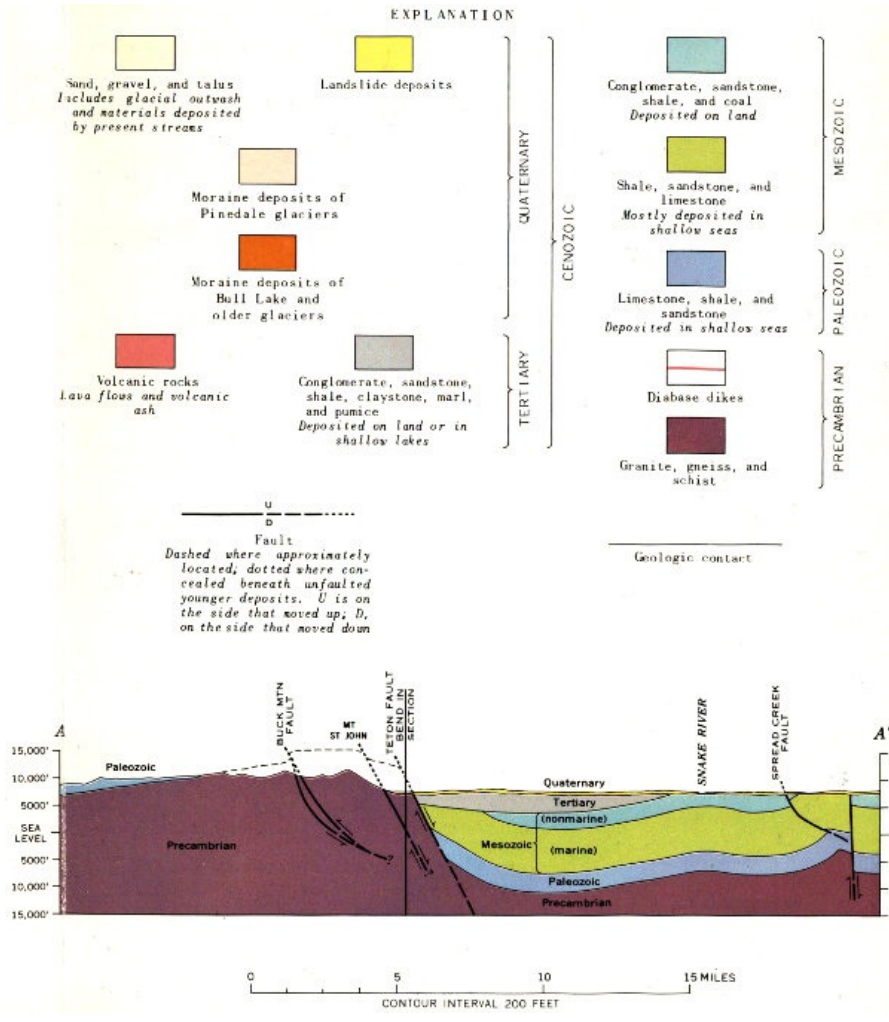 EXPLANATION
Sand, gravel, and talus
Includes glacial outwash
and materials deposited
by present streams
Landslide deposits
Moraine deposits of
Pinedale glaciers
Moraine deposits of
Bull Lake and
older glaciers
QUATERNARY
Volcanic rocks
Lava flows and volcanic
ash
Conglomerate, sandstone,
shale, claystone, marl,
and pumice
Deposited on land or in
shallow lakes
TERTIARY
CENOZOIC
Conglomerate, sandstone,
shale, and coal
Deposited on land
Shale, sandstone, and
limestone
Mostly deposited in
shallow seas
MESOZOIC
Limestone, shale, and
sandstone
Deposited in shallow seas
PALEOZOIC
Diabase dikes
Granite, gneiss, and
schist
PRECAMBRIAN
U
D
Fault
Dashed where approximately
located; dotted where con-
cealed beneath unfaulted
younger deposits. U is on
the side that moved up; D,
on the side that moved down
Geologic contact
A
BUCK MTN
FAULT
MT
ST JOHN
TETON FAULT
BEND IN
SECTION
SNAKE RIVER
SPREAD CREEK
FAULT
A'
15,000'
10,000'
5000'
SEA
LEVEL
5000'
10,000'
15,000'
Paleozoic
Precambrian
Quaternary
Tertiary
(nonmarine)
Mesozoic
(marine)
Paleozoic
Precambrian
?
0 5 10 15 MILES
CONTOUR INTERVAL 200 FEET